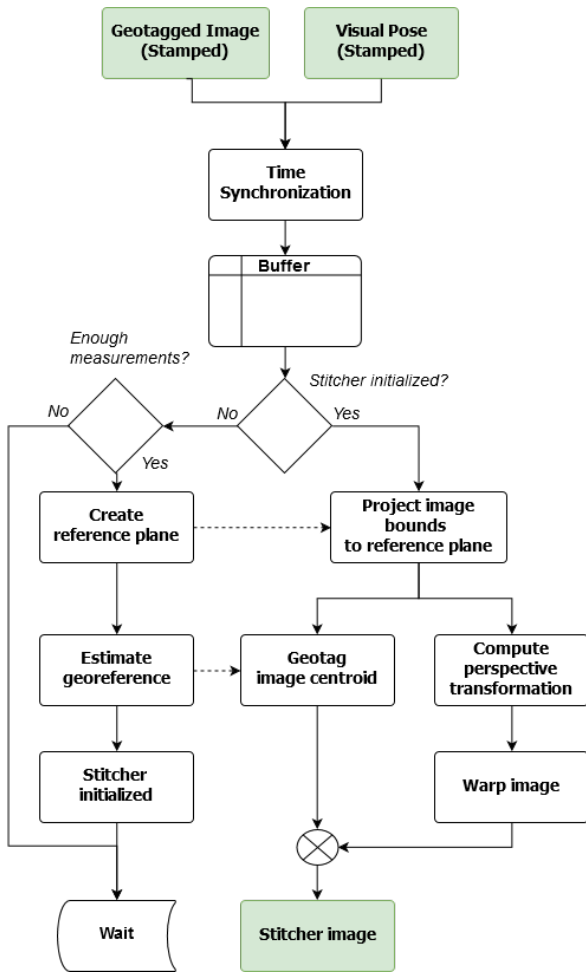 Geotagged Image
(Stamped)
Visual Pose
(Stamped)
Time
Synchronization
Buffer
Enough
measurements?
Stitcher initialized?
No
No
Yes
Yes
Create
reference plane
Project image
bounds
to reference plane
Estimate
georeference
Geotag
image centroid
Compute
perspective
transformation
Stitcher
initialized
Warp image
Wait
Stitcher image